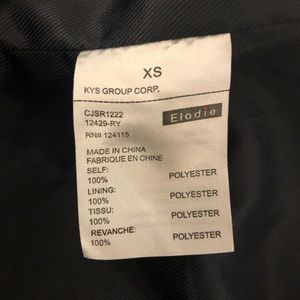 XS
KYS GROUP CORP.
CJSR1222
12429-RY
Elodie
RN# 124115
MADE IN CHINA
FABRIQUE EN CHINE
SELF:
100% POLYESTER
LINING:
100% POLYESTER
TISSU:
100% POLYESTER
REVANCHE:
100% POLYESTER